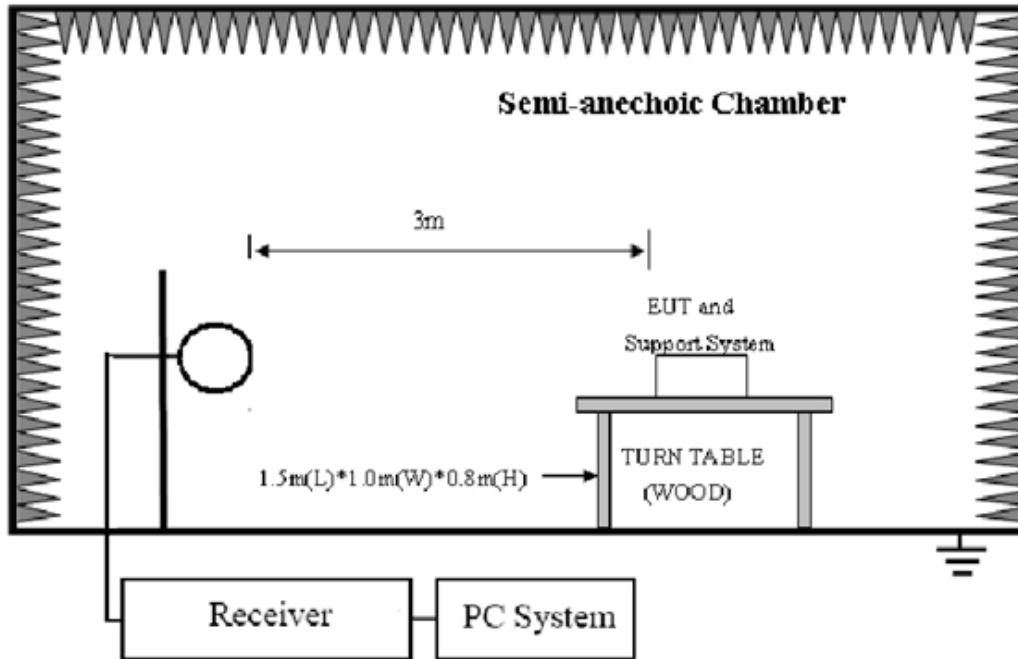 Semi-anechoic Chamber
3m
EUT and
Support System
1.5m(L)*1.0m(W)*0.8m(H)
TURN TABLE
(WOOD)
Receiver
PC System